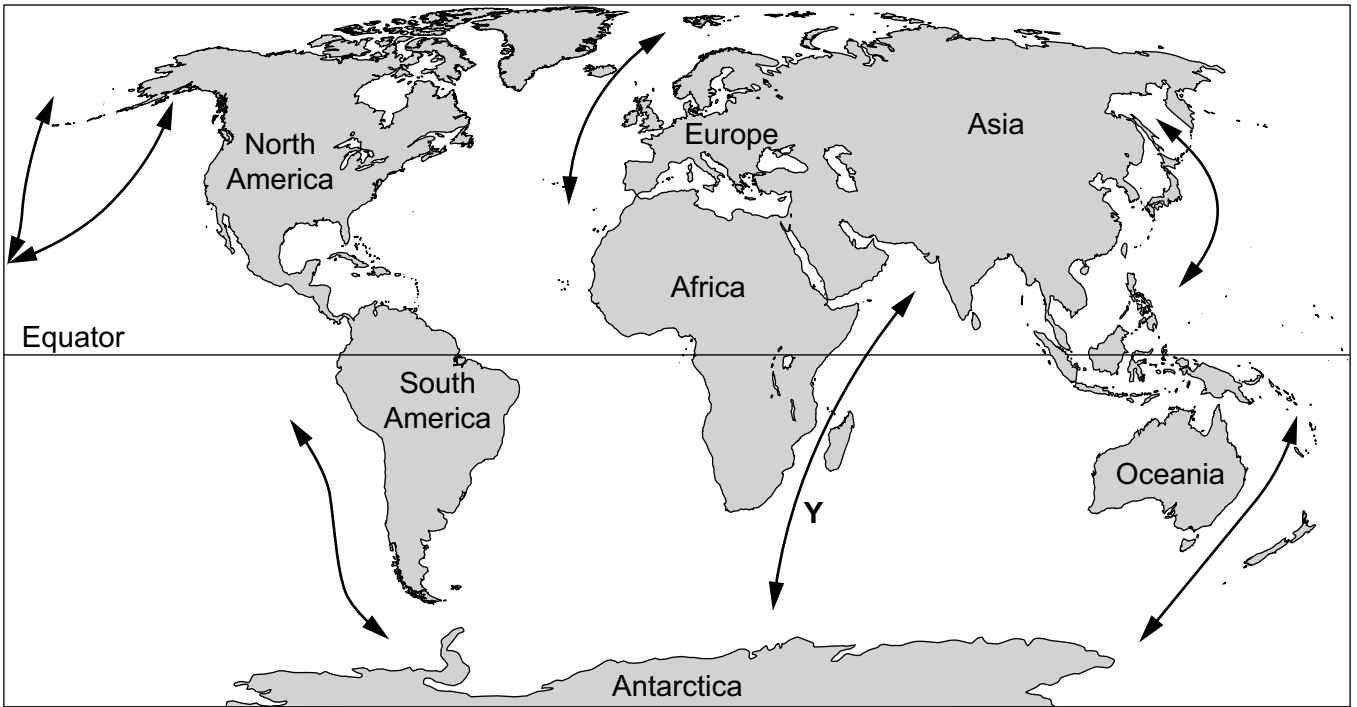 North
America
Europe
Asia
Africa
Equator
South
America
Oceania
Y
Antarctica